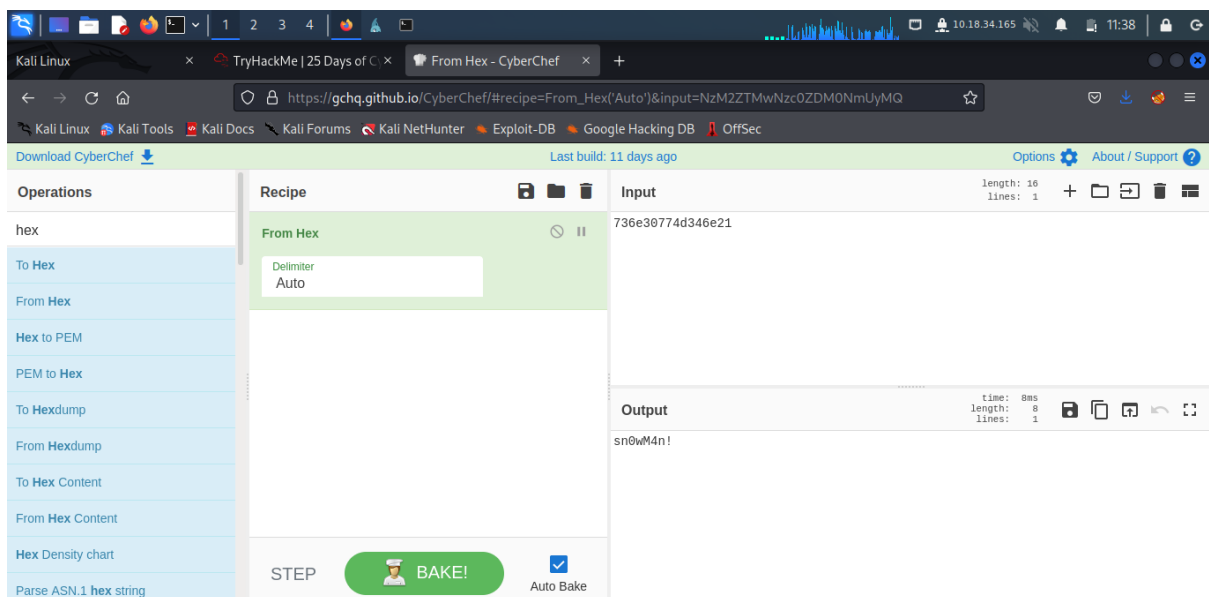 1 2 3 4 10.18.34.165 11:38
Kali Linux × TryHackMe | 25 Days of Cy × From Hex - CyberChef × +
https://gchq.github.io/CyberChef/#recipe=From_Hex('Auto')&input=NzM2ZTMwNzc0ZDM0NmUyMQ
Kali Linux Kali Tools Kali Docs Kali Forums Kali NetHunter Exploit-DB Google Hacking DB OffSec
Download CyberChef Last build: 11 days ago Options About / Support ?
Operations
hex
To Hex
From Hex
Hex to PEM
PEM to Hex
To Hexdump
From Hexdump
To Hex Content
From Hex Content
Hex Density chart
Parse ASN.1 hex string
Recipe
From Hex
Delimiter
Auto
STEP
BAKE!
Auto Bake
Input
length: 16
lines: 1
736e30774d346e21
Output
time: 8ms
length: 8
lines: 1
sn0wM4n!